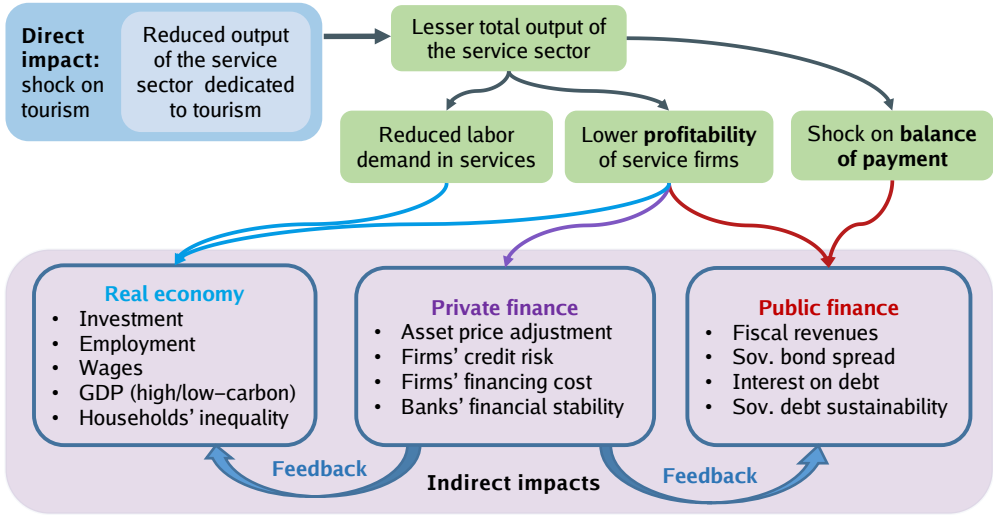 Direct
impact:
shock on
tourism
Reduced output
of the service
sector dedicated
to tourism
Lesser total output of
the service sector
Reduced labor
demand in services
Lower profitability
of service firms
Shock on balance
of payment
Real economy
• Investment
• Employment
• Wages
• GDP (high/low–carbon)
• Households’ inequality
Private finance
• Asset price adjustment
• Firms’ credit risk
• Firms’ financing cost
• Banks’ financial stability
Public finance
• Fiscal revenues
• Sov. bond spread
• Interest on debt
• Sov. debt sustainability
Feedback
Indirect impacts
Feedback